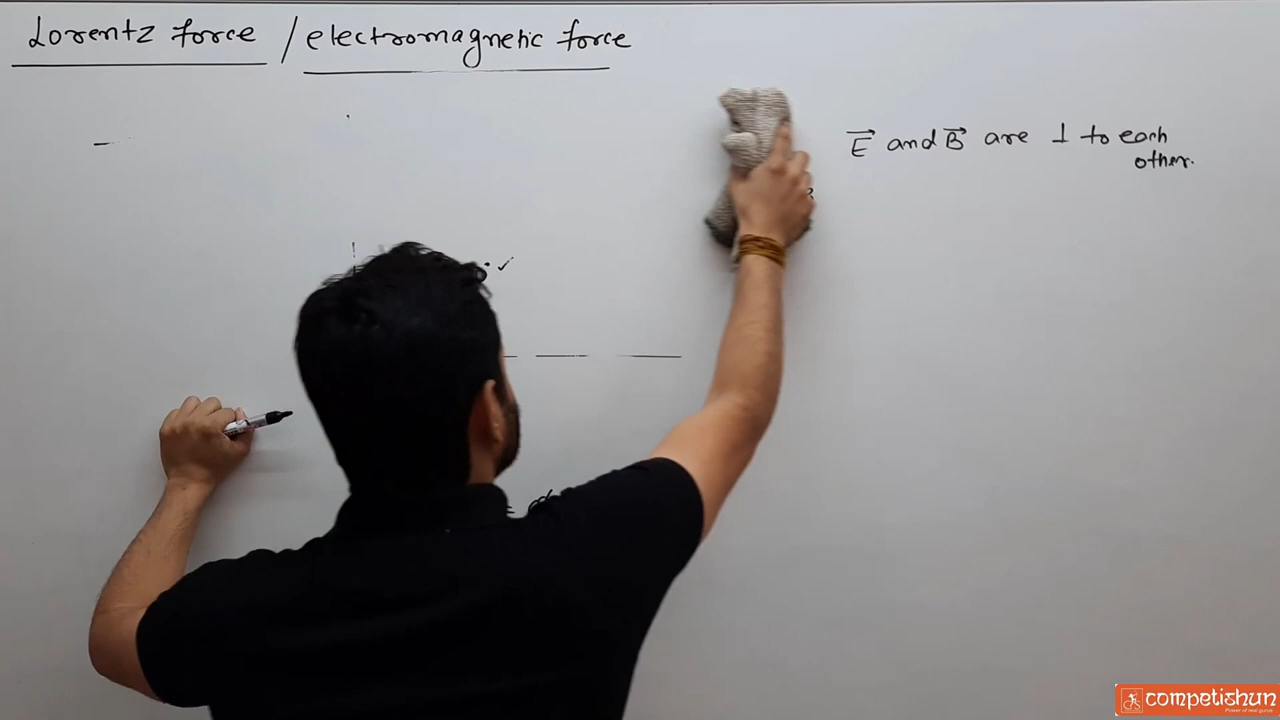 Lorentz force / electromagnetic force
E and B are ⊥ to each
other.
competishun